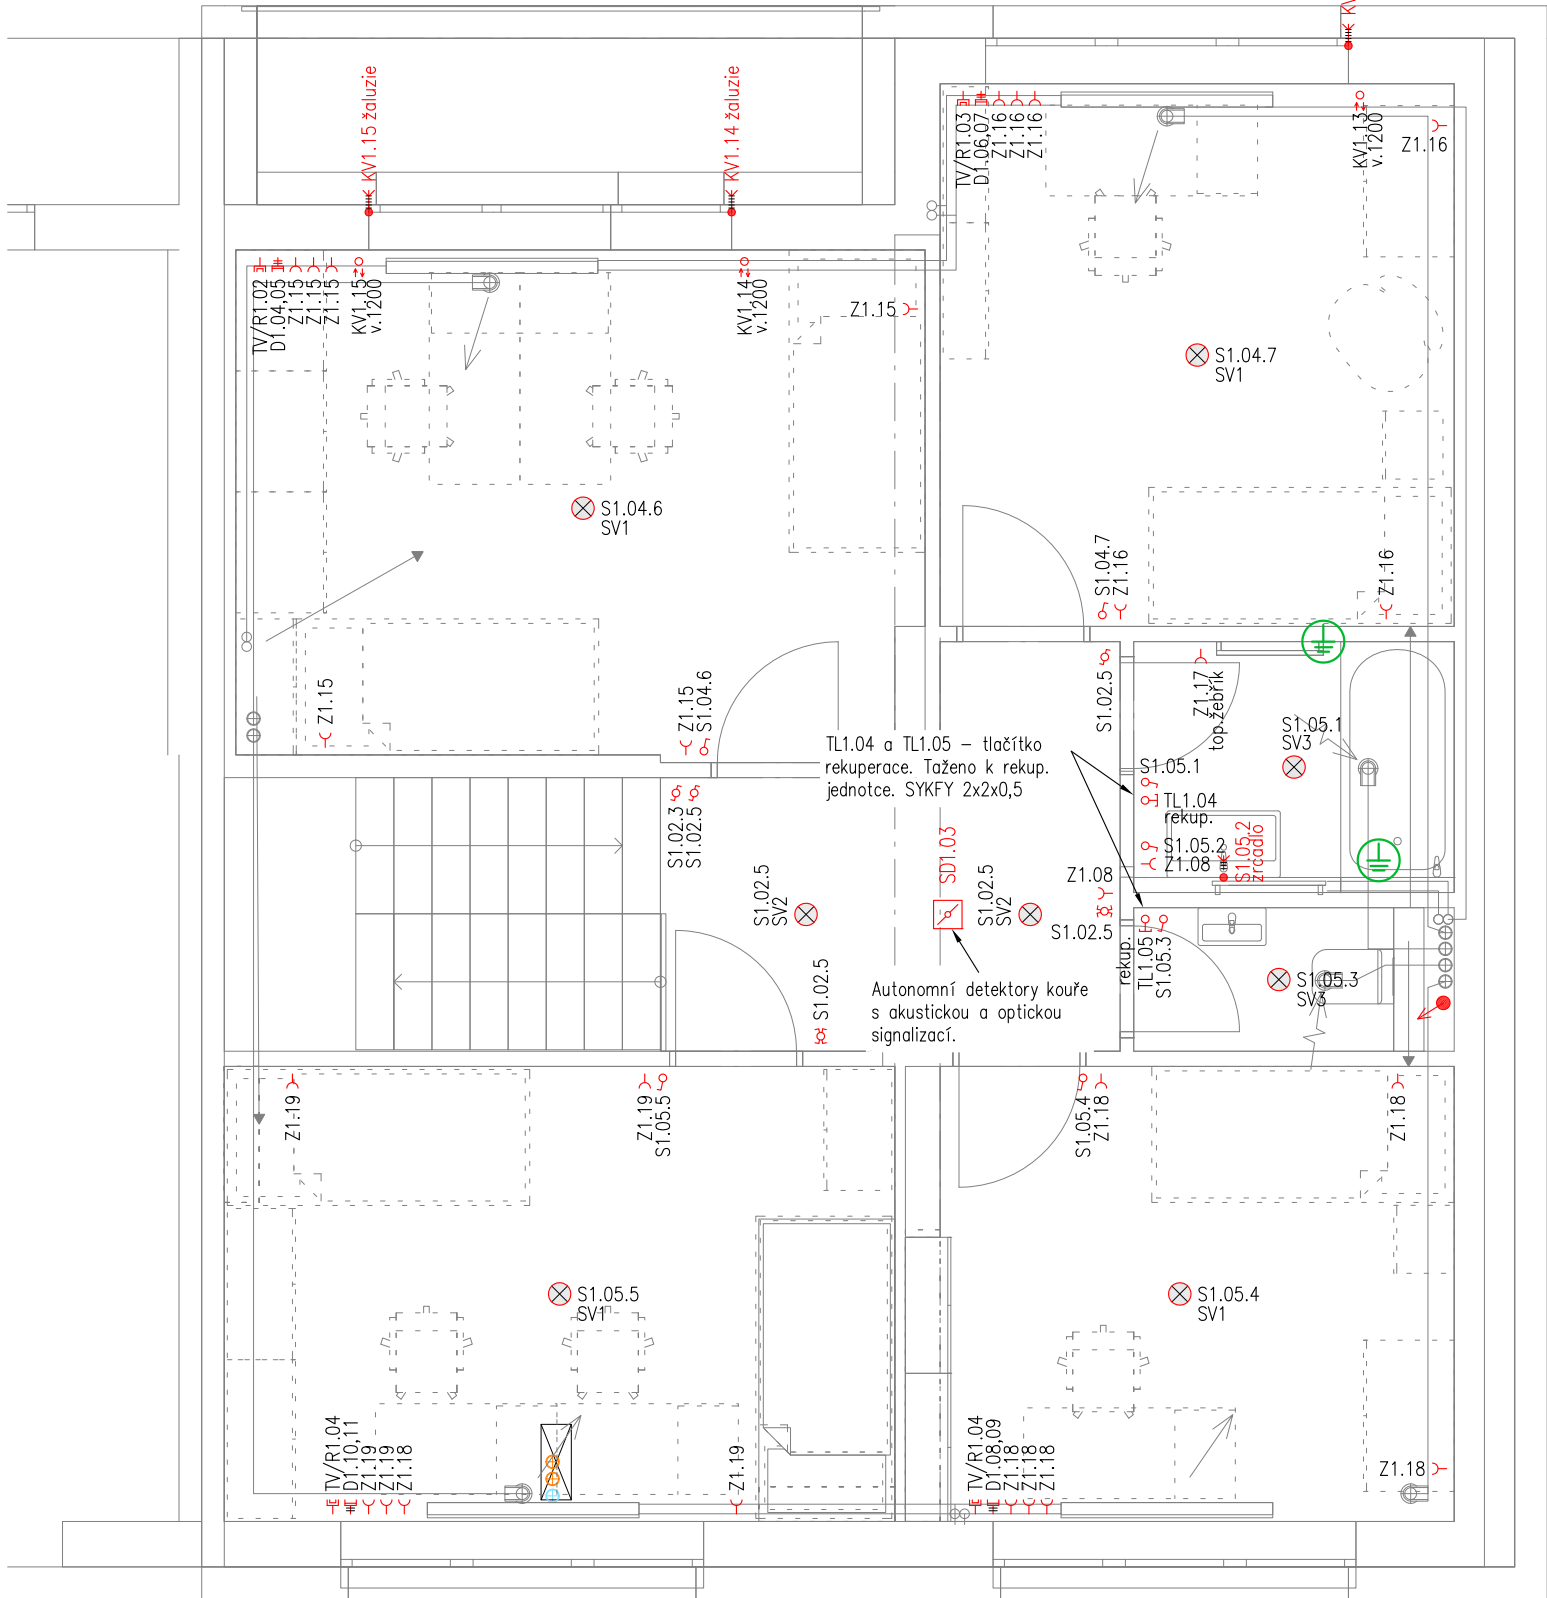 KV
KV1.15 žaluzie
KV1.14 žaluzie
TV/R1.03
D1.06,07
Z1.16
Z1.16
Z1.16
KV1.13
v.1200
Z1.16
TV/R1.02
D1.04,05
Z1.15
Z1.15
Z1.15
KV1.15
v.1200
KV1.14
v.1200
Z1.15
S1.04.7
SV1
S1.04.6
SV1
S1.04.7
Z1.16
Z1.16
Z1.15
Z1.15
S1.04.6
S1.02.5
Z1.17
top.žebřík
S1.05.1
SV3
TL1.04 a TL1.05 – tlačítko
rekuperace. Taženo k rekup.
jednotce. SYKFY 2x2x0,5
S1.05.1
TL1.04
rekup.
S1.05.2
Z1.08
S1.05.2
zrcadlo
S1.02.3
S1.02.5
SD1.03
S1.02.5
SV2
S1.02.5
SV2
Z1.08
S1.02.5
rekup.
TL1.05
S1.05.3
S1.05.3
SV3
S1.02.5
Autonomní detektory kouře
s akustickou a optickou
signalizací.
Z1.19
Z1.19
S1.05.5
S1.05.4
Z1.18
Z1.18
S1.05.5
SV1
S1.05.4
SV1
TV/R1.04
D1.10,11
Z1.19
Z1.19
Z1.18
Z1.19
TV/R1.04
D1.08,09
Z1.18
Z1.18
Z1.18
Z1.18